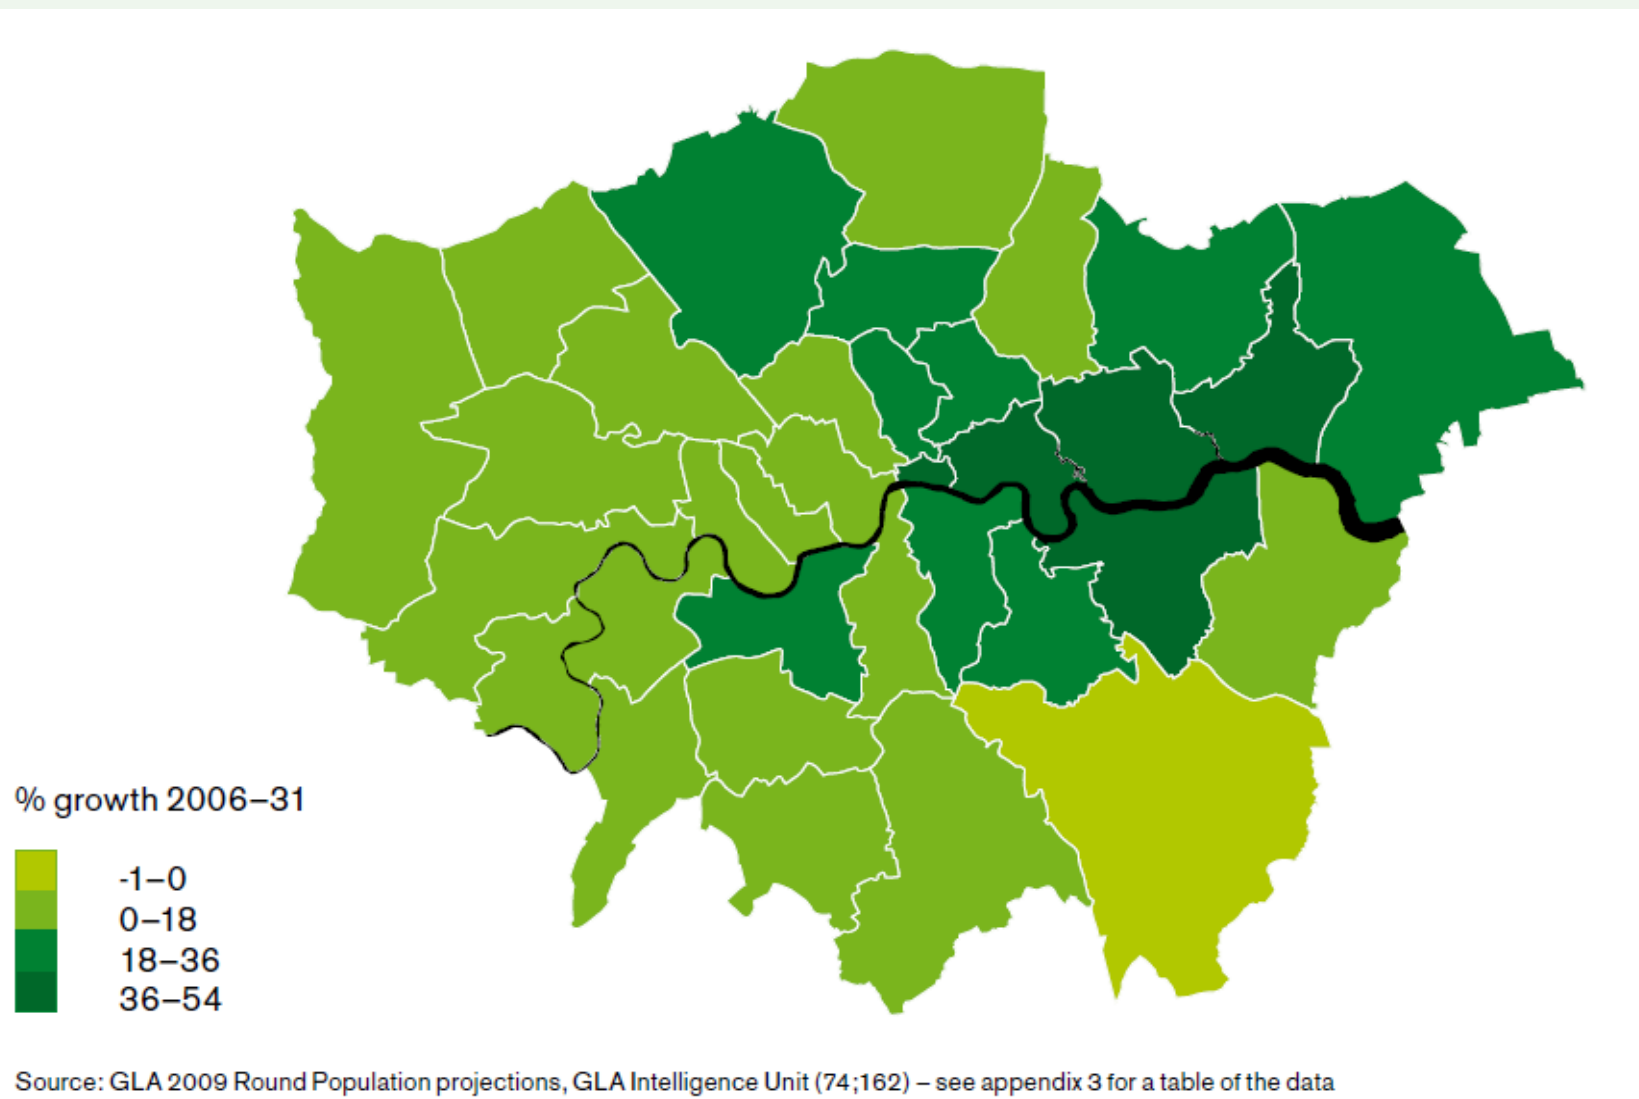 % growth 2006–31
-1–0
0–18
18–36
36–54
Source: GLA 2009 Round Population projections, GLA Intelligence Unit (74;162) – see appendix 3 for a table of the data